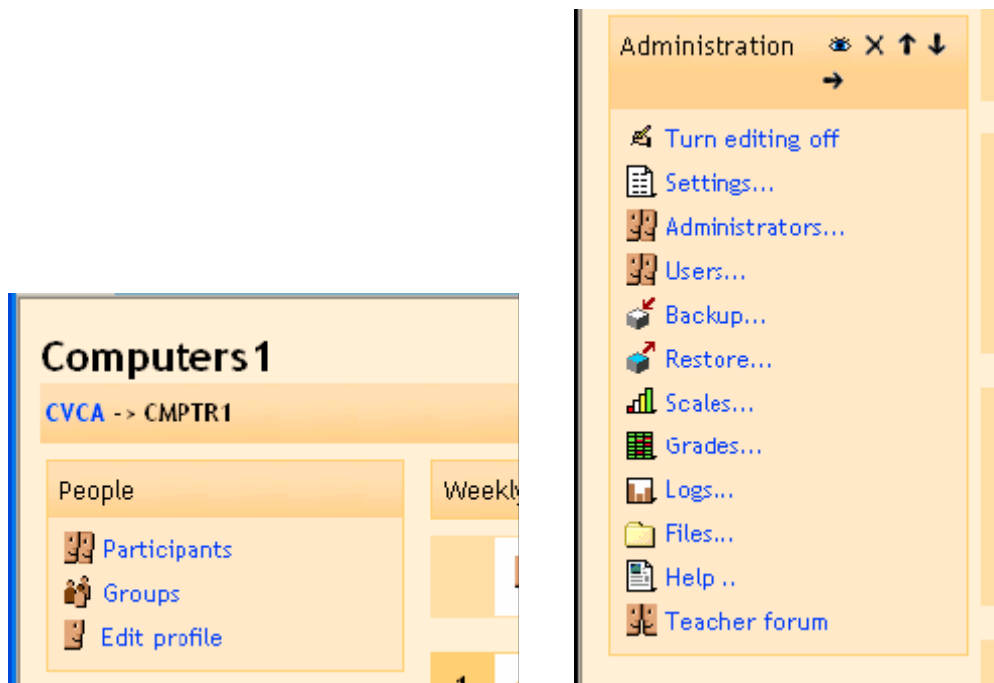 Computers1
CVCA -> CMPTR1
People
Participants
Groups
Edit profile
Administration
Turn editing off
Settings...
Administrators...
Users...
Backup...
Restore...
Scales...
Grades...
Logs...
Files...
Help ..
Teacher forum